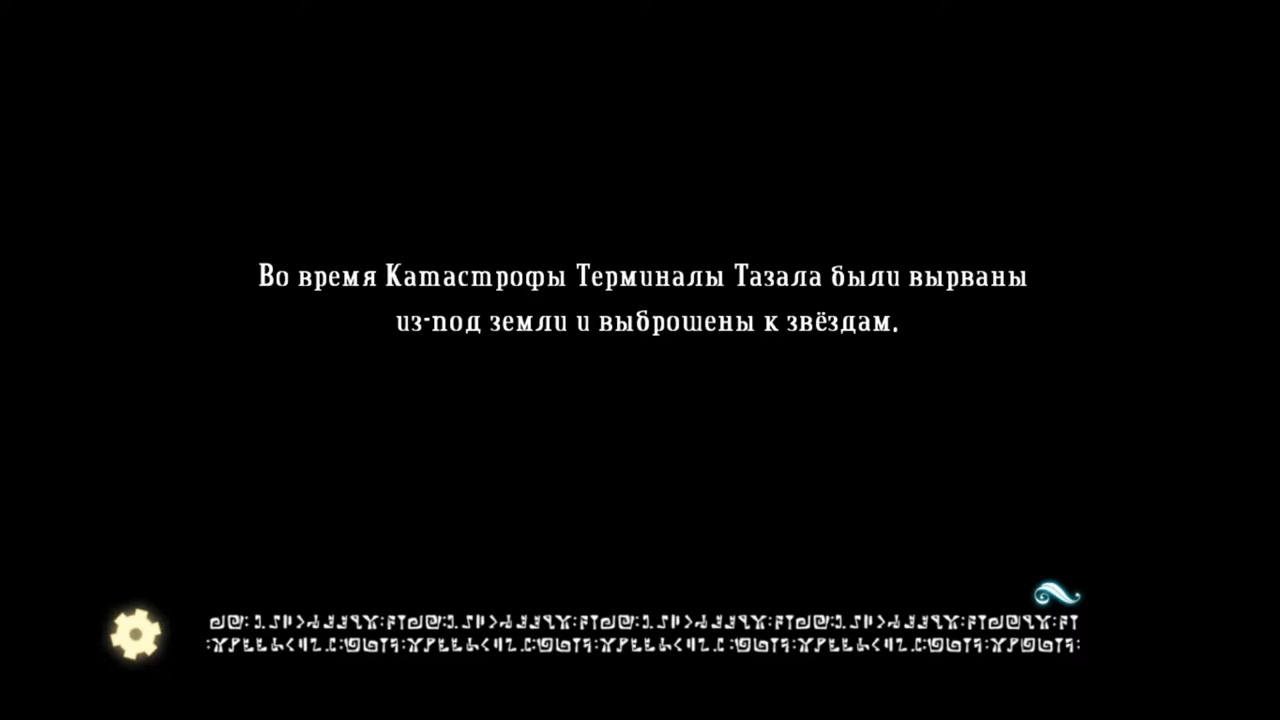 Во время Катастрофы Терминалы Тазала были вырваны
из-под земли и выброшены к звёздам.